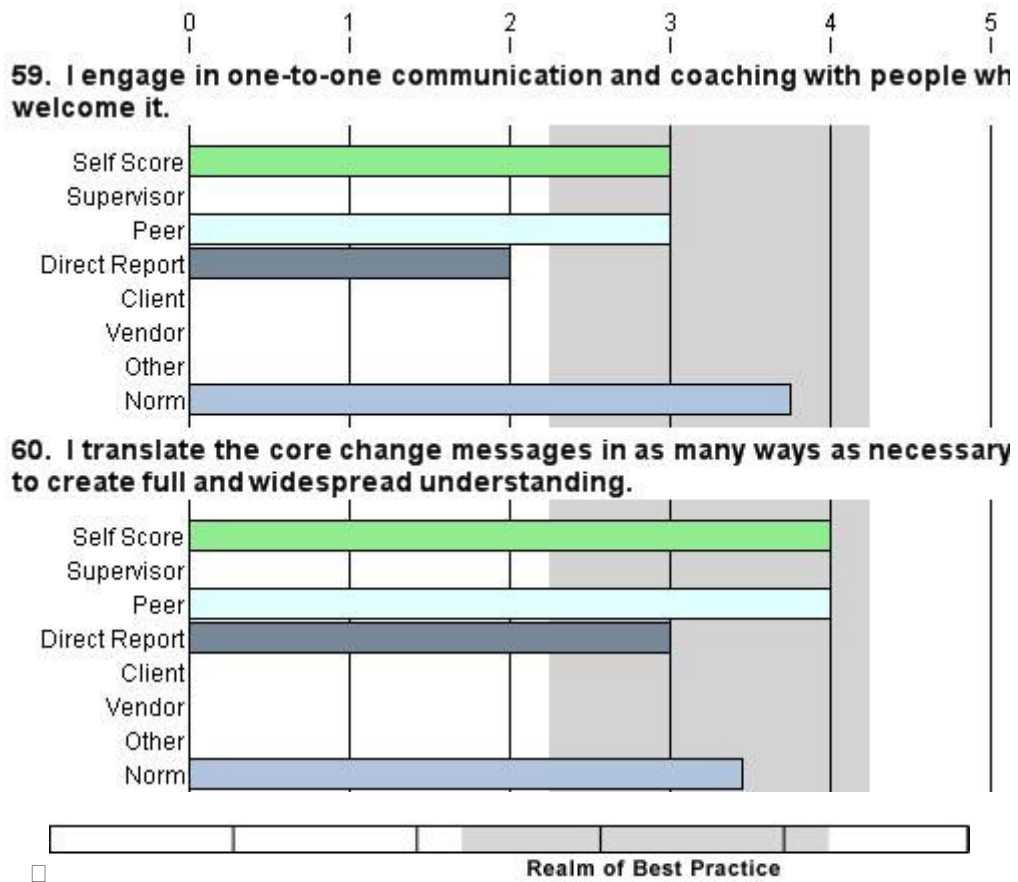 0 1 2 3 4 5
59. I engage in one-to-one communication and coaching with people wh
welcome it.
Self Score
Supervisor
Peer
Direct Report
Client
Vendor
Other
Norm
60. I translate the core change messages in as many ways as necessary
to create full and widespread understanding.
Self Score
Supervisor
Peer
Direct Report
Client
Vendor
Other
Norm
Realm of Best Practice